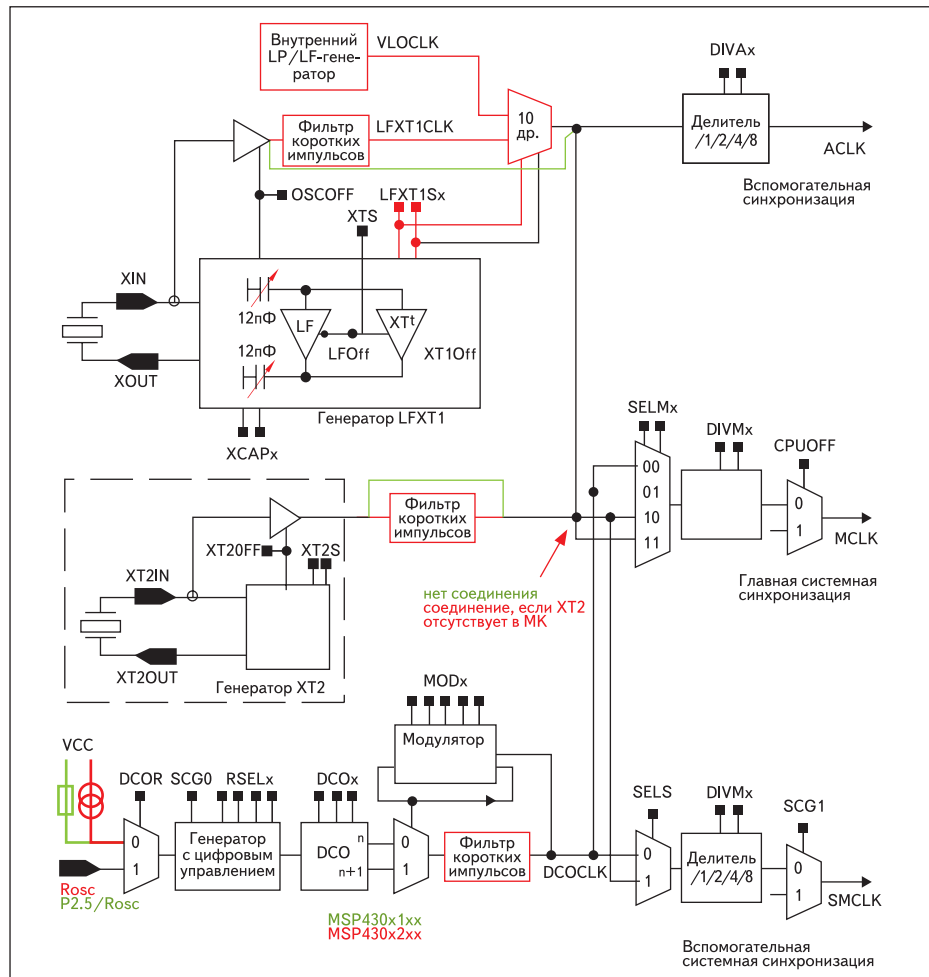 Внутренний
LP/LF-гене-
ратор
VLOCLK
DIVAx
10
др.
Фильтр
коротких
импульсов
LFXT1CLK
Делитель
/1/2/4/8
ACLK
Вспомогательная
синхронизация
OSCOFF
LFXT1Sx
XTS
XIN
12пФ
LF
XTt
LFOff
XT1Off
12пФ
XOUT
Генератор LFXT1
XCAPx
SELMx
DIVMx
CPUOFF
00
01
10
11
0
1
MCLK
Главная системная
синхронизация
Фильтр
коротких
импульсов
XT20FF
XT2S
XT2IN
XT2OUT
Генератор XT2
нет соединения
соединение, если XT2
отсутствует в МК
MODx
Модулятор
VCC
DCOR
SCG0
RSELx
DCOx
0
1
Генератор
с цифровым
управлением
DCO
n
n+1
0
1
Фильтр
коротких
импульсов
DCOCLK
Rosc
P2.5/Rosc
MSP430x1xx
MSP430x2xx
SELS
DIVMx
SCG1
0
1
Делитель
/1/2/4/8
0
1
SMCLK
Вспомогательная
системная синхронизация